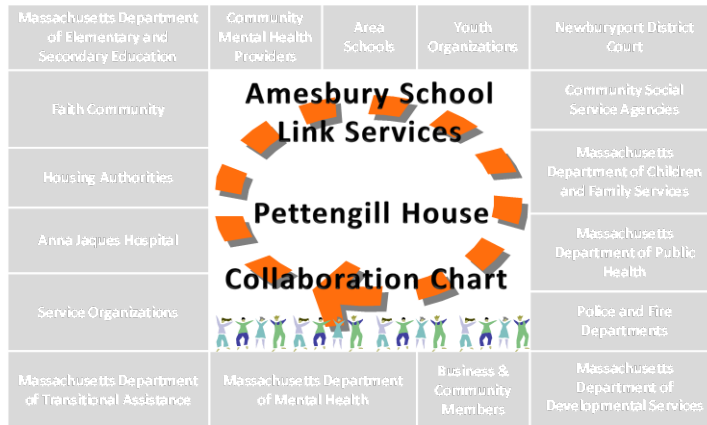 Massachusetts Department
of Elementary and
Secondary Education
Community
Mental Health
Providers
Area
Schools
Youth
Organizations
Newburyport District
Court
Faith Community
Housing Authorities
Anna Jaques Hospital
Service Organizations
Amesbury School
Link Services
Pettengill House
Collaboration Chart
Community Social
Service Agencies
Massachusetts
Department of Children
and Family Services
Massachusetts
Department of Public
Health
Police and Fire
Departments
Massachusetts Department
of Transitional Assistance
Massachusetts Department
of Mental Health
Business &
Community
Members
Massachusetts
Department of
Developmental Services